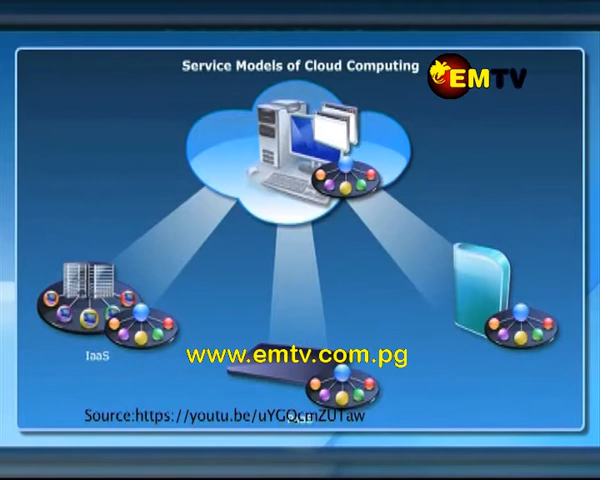 Service Models of Cloud Computing
EMTV
IaaS
www.emtv.com.pg
Source:https://youtu.be/uYGQcmZUTaw